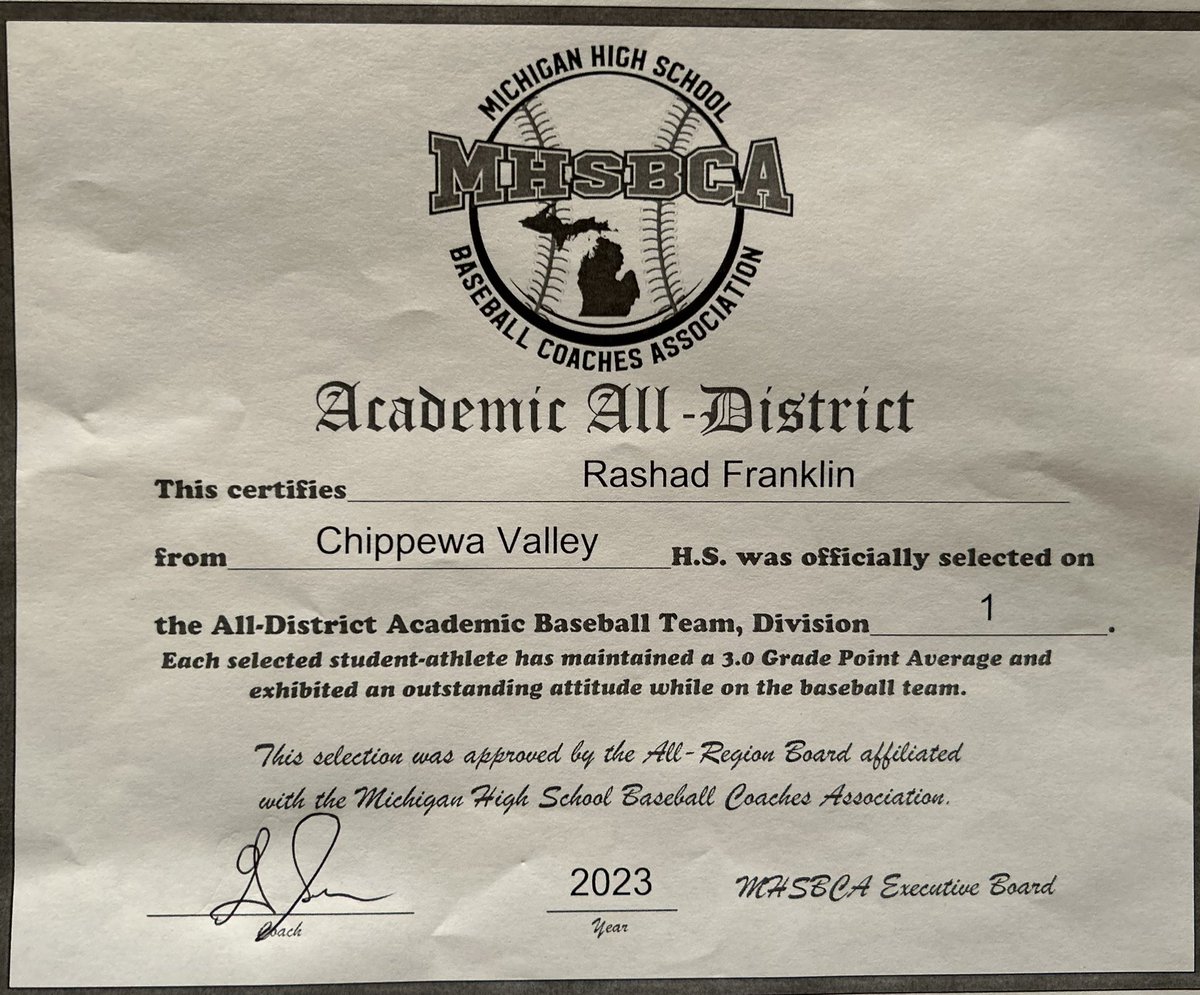 MICHIGAN HIGH SCHOOL
MHSBCA
BASEBALL COACHES ASSOCIATION
Academic All-District
This certifies Rashad Franklin
from Chippewa Valley H.S. was officially selected on
the All-District Academic Baseball Team, Division 1.
Each selected student-athlete has maintained a 3.0 Grade Point Average and
exhibited an outstanding attitude while on the baseball team.
This selection was approved by the All-Region Board affiliated
with the Michigan High School Baseball Coaches Association.
2023 MHSBCA Executive Board
Coach Year